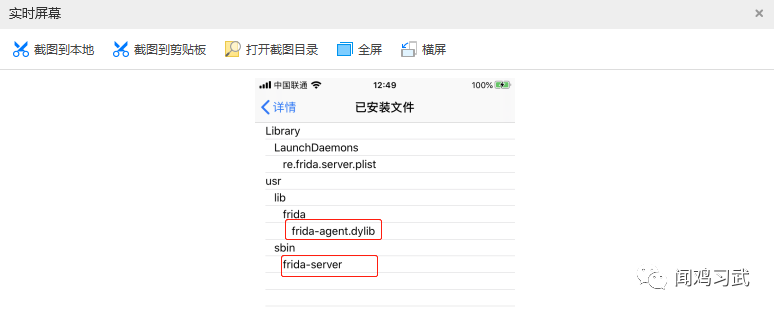 实时屏幕
截图到本地 截图到剪贴板 打开截图目录 全屏 横屏
中国联通 12:49 100%
详情 已安装文件
Library
LaunchDaemons
re.frida.server.plist
usr
lib
frida
frida-agent.dylib
sbin
frida-server
闻鸡习武